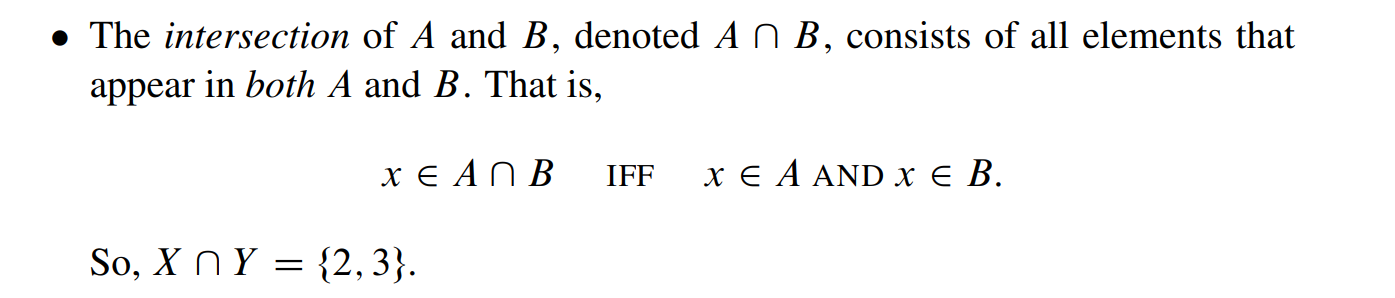 • The intersection of A and B, denoted A ∩ B, consists of all elements that
appear in both A and B. That is,
x ∈ A ∩ B IFF x ∈ A AND x ∈ B.
So, X ∩ Y = {2, 3}.